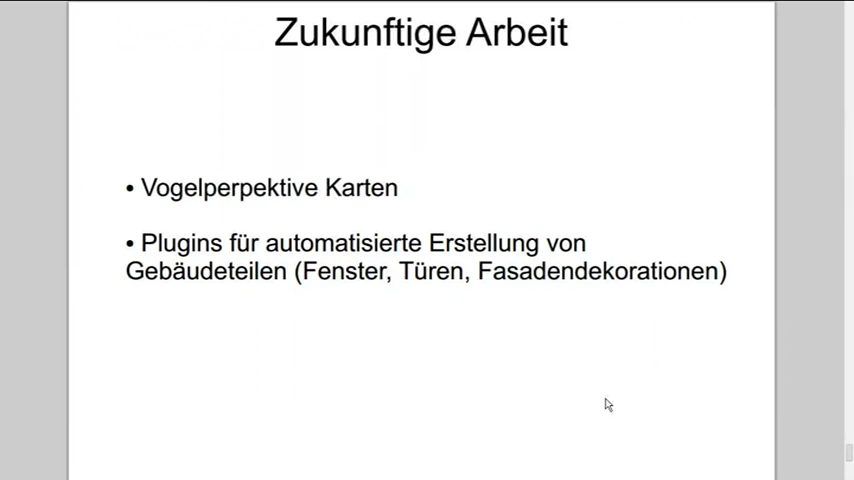 Zukunftige Arbeit
• Vogelperpektive Karten
• Plugins für automatisierte Erstellung von
Gebäudeteilen (Fenster, Türen, Fasadendekorationen)